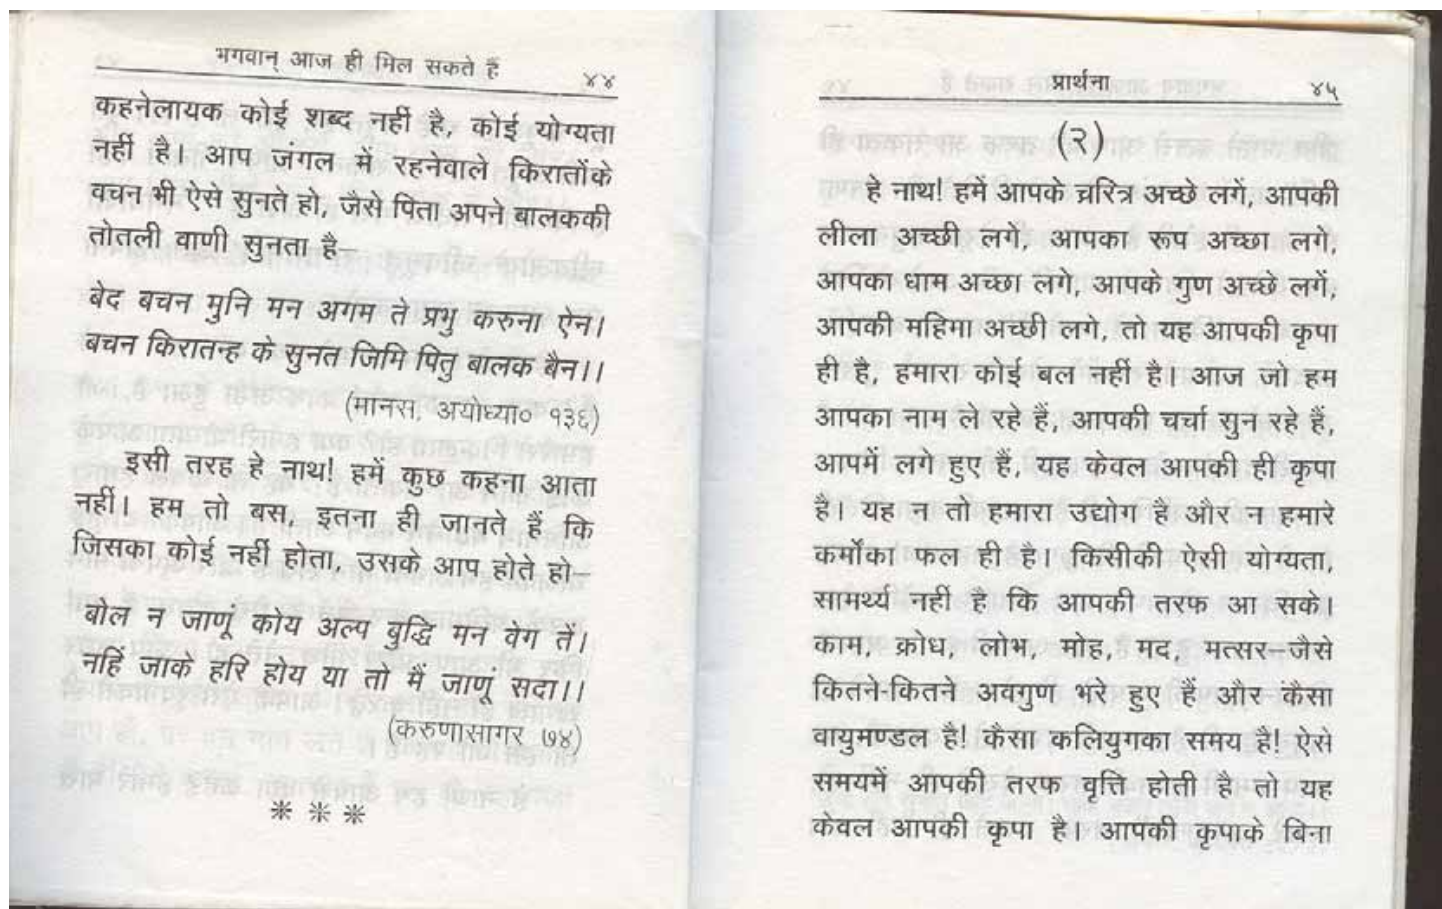 भगवान् आज ही मिल सकते हैं ४४
कहनेलायक कोई शब्द नहीं है, कोई योग्यता
नहीं है। आप जंगल में रहनेवाले किरातोंके
वचन भी ऐसे सुनते हो, जैसे पिता अपने बालककी
तोतली वाणी सुनता है–
बेद बचन मुनि मन अगम ते प्रभु करुना ऐन।
बचन किरातन्ह के सुनत जिमि पितु बालक बैन।।
(मानस, अयोध्या० १३६)
इसी तरह हे नाथ! हमें कुछ कहना आता
नहीं। हम तो बस, इतना ही जानते हैं कि
जिसका कोई नहीं होता, उसके आप होते हो–
बोल न जाणूं कोय अल्प बुद्धि मन वेग तें।
नहिं जाके हरि होय या तो मैं जाणू सदा।।
(करुणासागर ७४)
***
प्रार्थना ४५
(२)
हे नाथ! हमें आपके चरित्र अच्छे लगें, आपकी
लीला अच्छी लगें, आपका रूप अच्छा लगें,
आपका धाम अच्छा लगे, आपके गुण अच्छे लगें,
आपकी महिमा अच्छी लगे, तो यह आपकी कृपा
ही है, हमारा कोई बल नहीं है। आज जो हम
आपका नाम ले रहे हैं, आपकी चर्चा सुन रहे हैं,
आपमें लगे हुए हैं, यह केवल आपकी ही कृपा
है। यह न तो हमारा उद्योग है और न हमारे
कर्मोंका फल ही है। किसीकी ऐसी योग्यता,
सामर्थ्य नहीं है कि आपकी तरफ आ सके।
काम, क्रोध, लोभ, मोह, मद, मत्सर–जैसे
कितने-कितने अवगुण भरे हुए हैं और कैसा
वायुमण्डल है! कैसा कलियुगका समय है! ऐसे
समयमें आपकी तरफ वृत्ति होती है तो यह
केवल आपकी कृपा है। आपकी कृपाके बिना